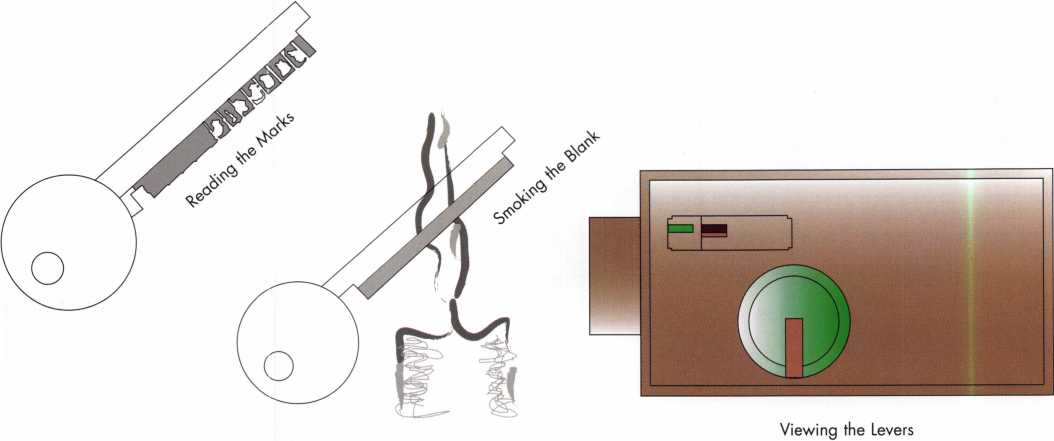 Reading the Marks
Smoking the Blank
Viewing the Levers